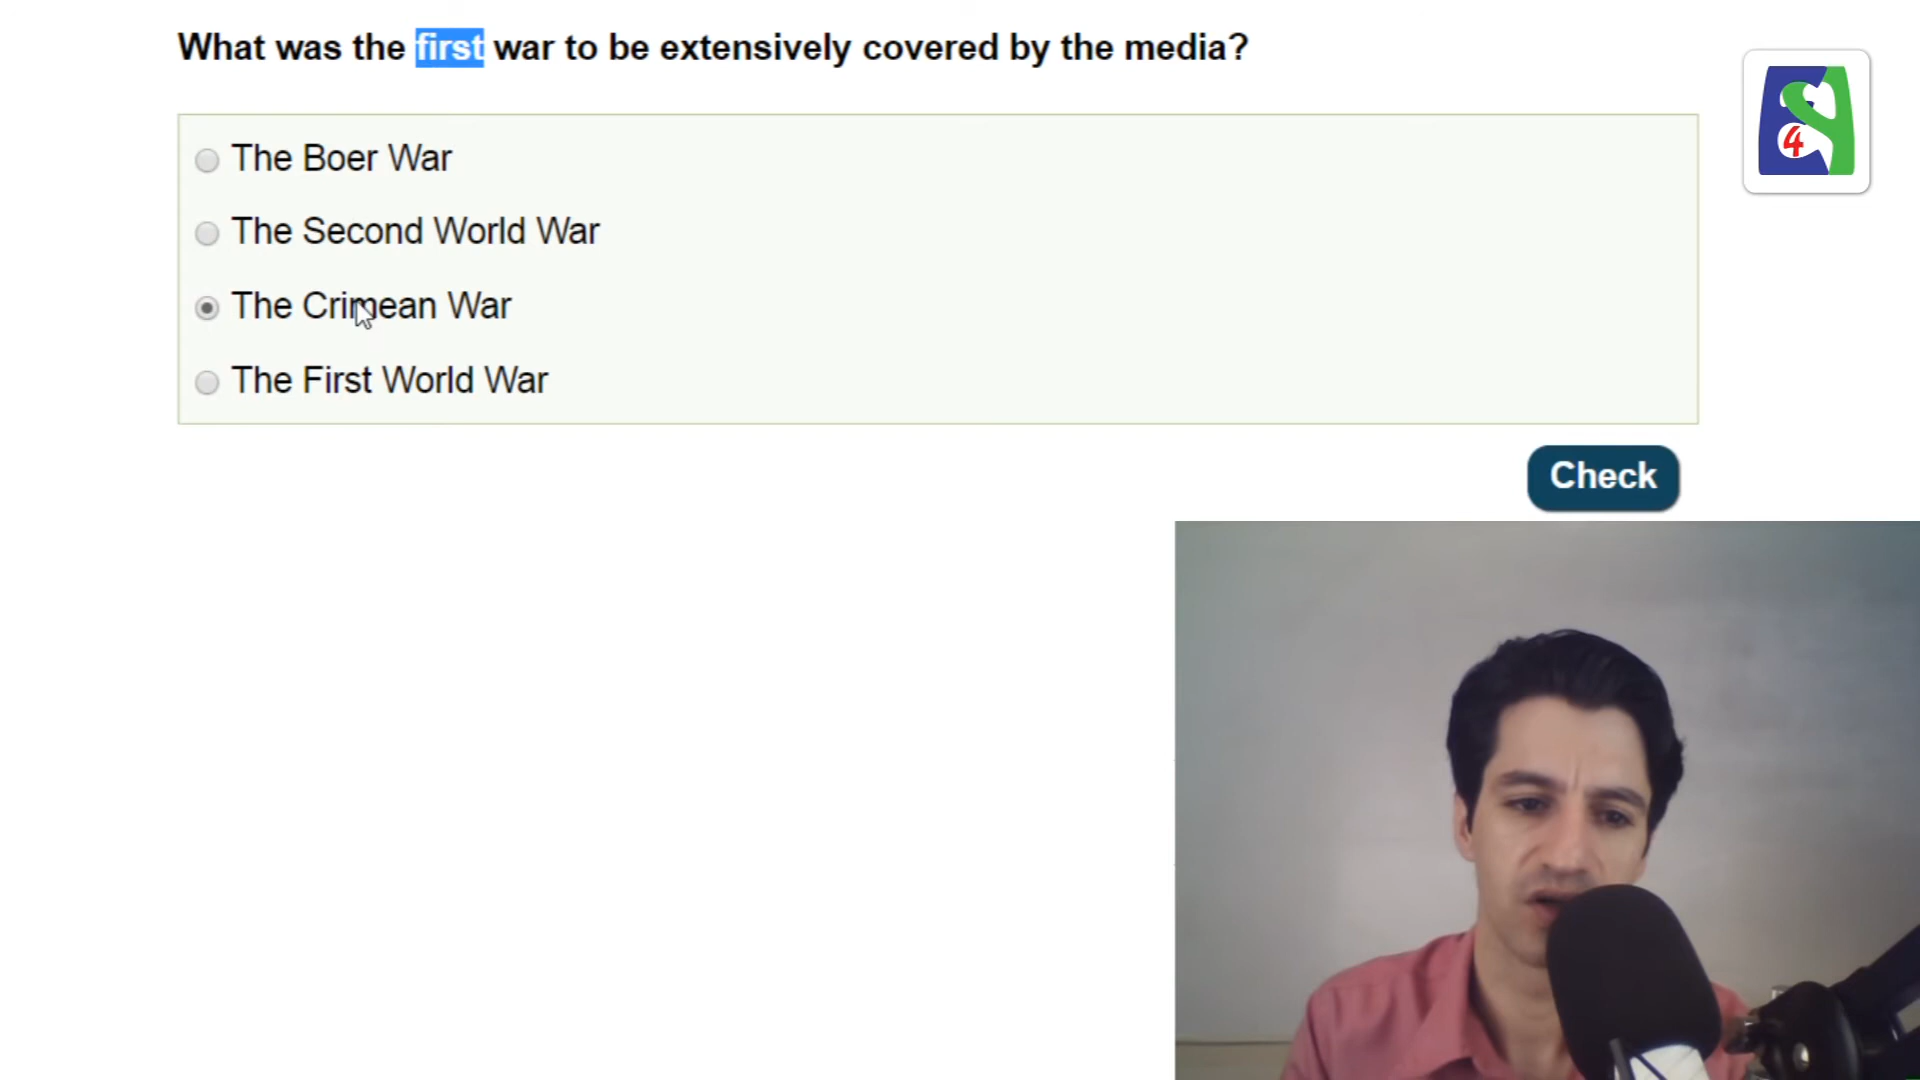 What was the first war to be extensively covered by the media?
The Boer War
The Second World War
The Crimean War
The First World War
Check
4